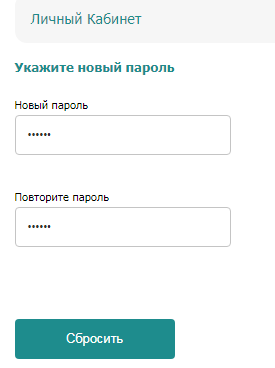 Личный Кабинет
Укажите новый пароль
Новый пароль
••••••
Повторите пароль
••••••
Сбросить